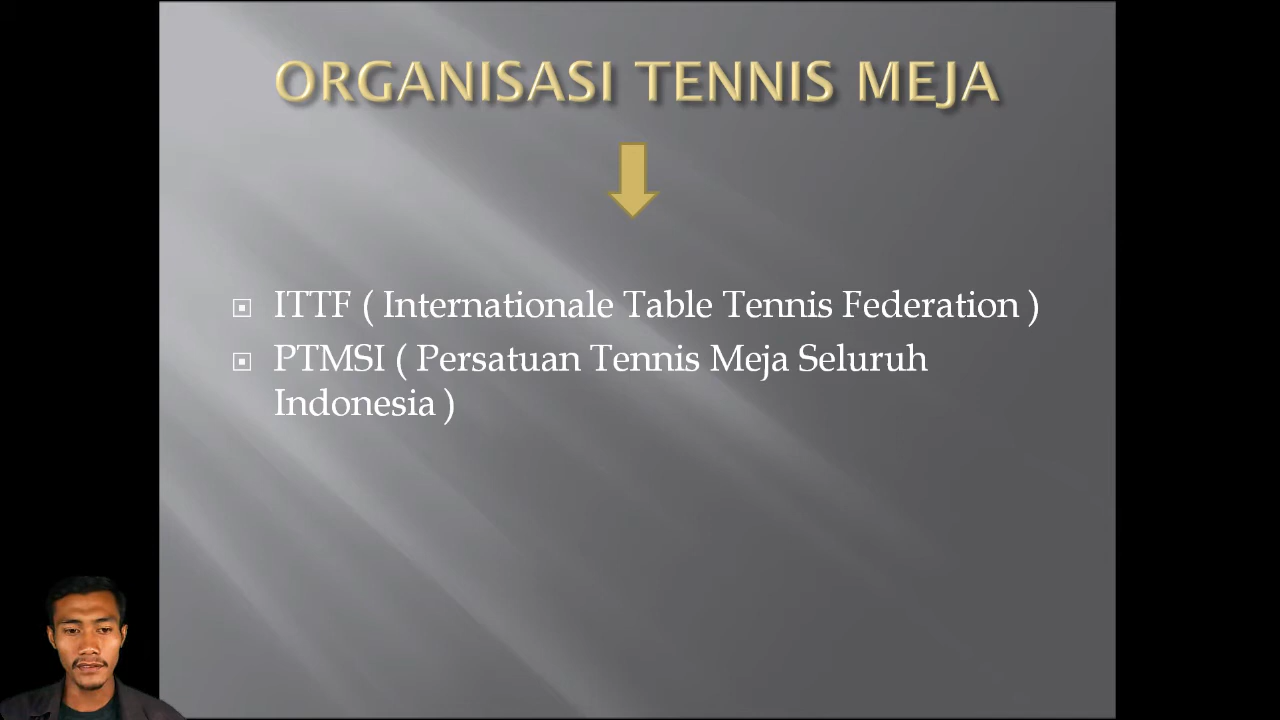 ORGANISASI TENNIS MEJA
ITTF ( Internationale Table Tennis Federation )
PTMSI ( Persatuan Tennis Meja Seluruh
Indonesia )